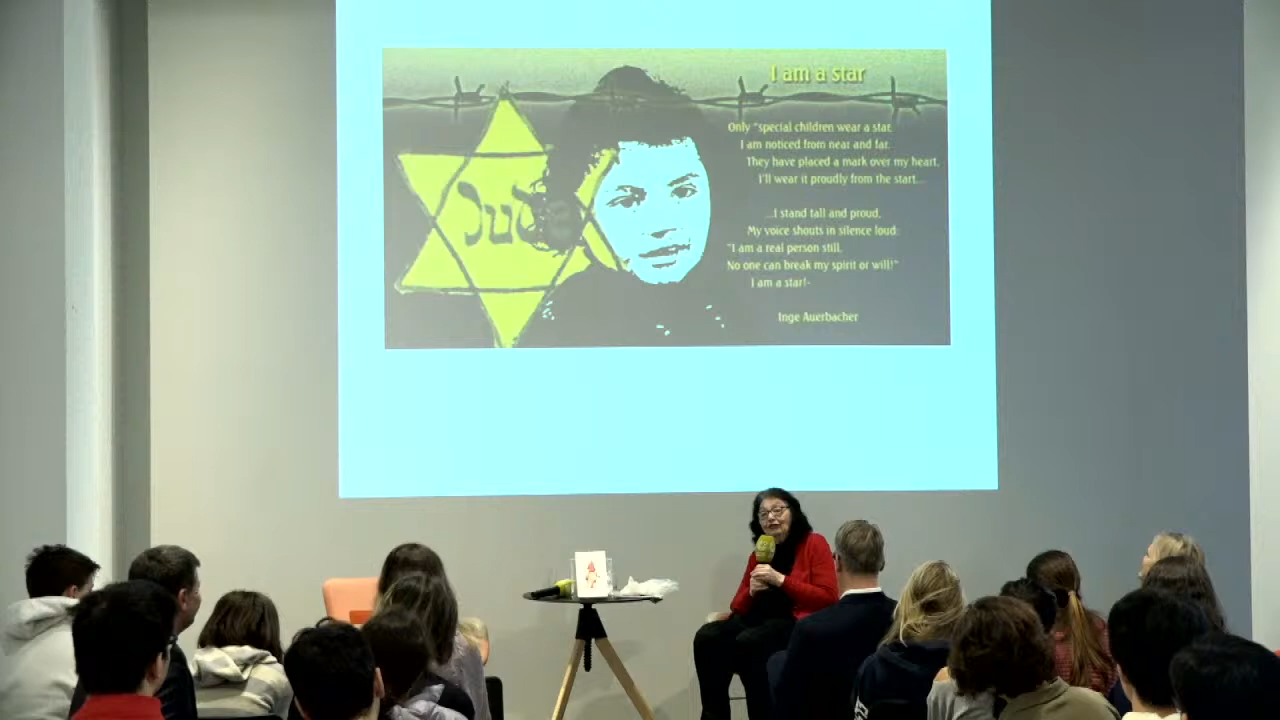 I am a star
Only "special children wear a star,
I am noticed from near and far.
They have placed a mark over my heart,
I'll wear it proudly from the start...
...I stand tall and proud,
My voice shouts in silence loud:
"I am a real person still,
No one can break my spirit or will!"
I am a star!-
Inge Auerbacher
Jude